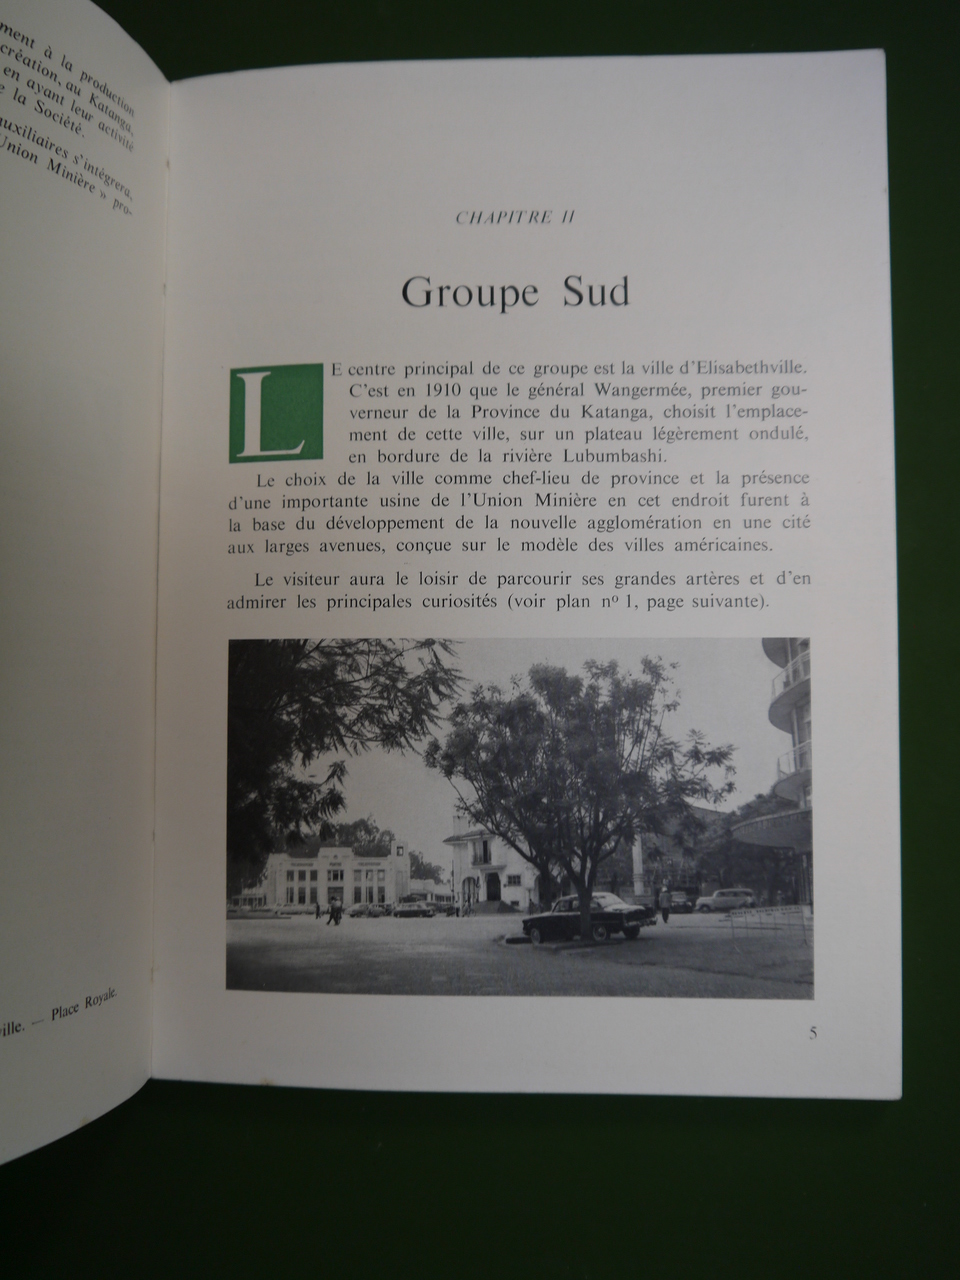 ment à la production
création, au Katanga,
en ayant leur activité
la Société.
auxiliaires s'intégrera,
Union Minière » pro-
ville. — Place Royale.
CHAPITRE II
Groupe Sud
LE centre principal de ce groupe est la ville d'Elisabethville.
C'est en 1910 que le général Wangermée, premier gou-
verneur de la Province du Katanga, choisit l'emplace-
ment de cette ville, sur un plateau légèrement ondulé,
en bordure de la rivière Lubumbashi.
Le choix de la ville comme chef-lieu de province et la présence
d'une importante usine de l'Union Minière en cet endroit furent à
la base du développement de la nouvelle agglomération en une cité
aux larges avenues, conçue sur le modèle des villes américaines.
Le visiteur aura le loisir de parcourir ses grandes artères et d'en
admirer les principales curiosités (voir plan nº 1, page suivante).
5